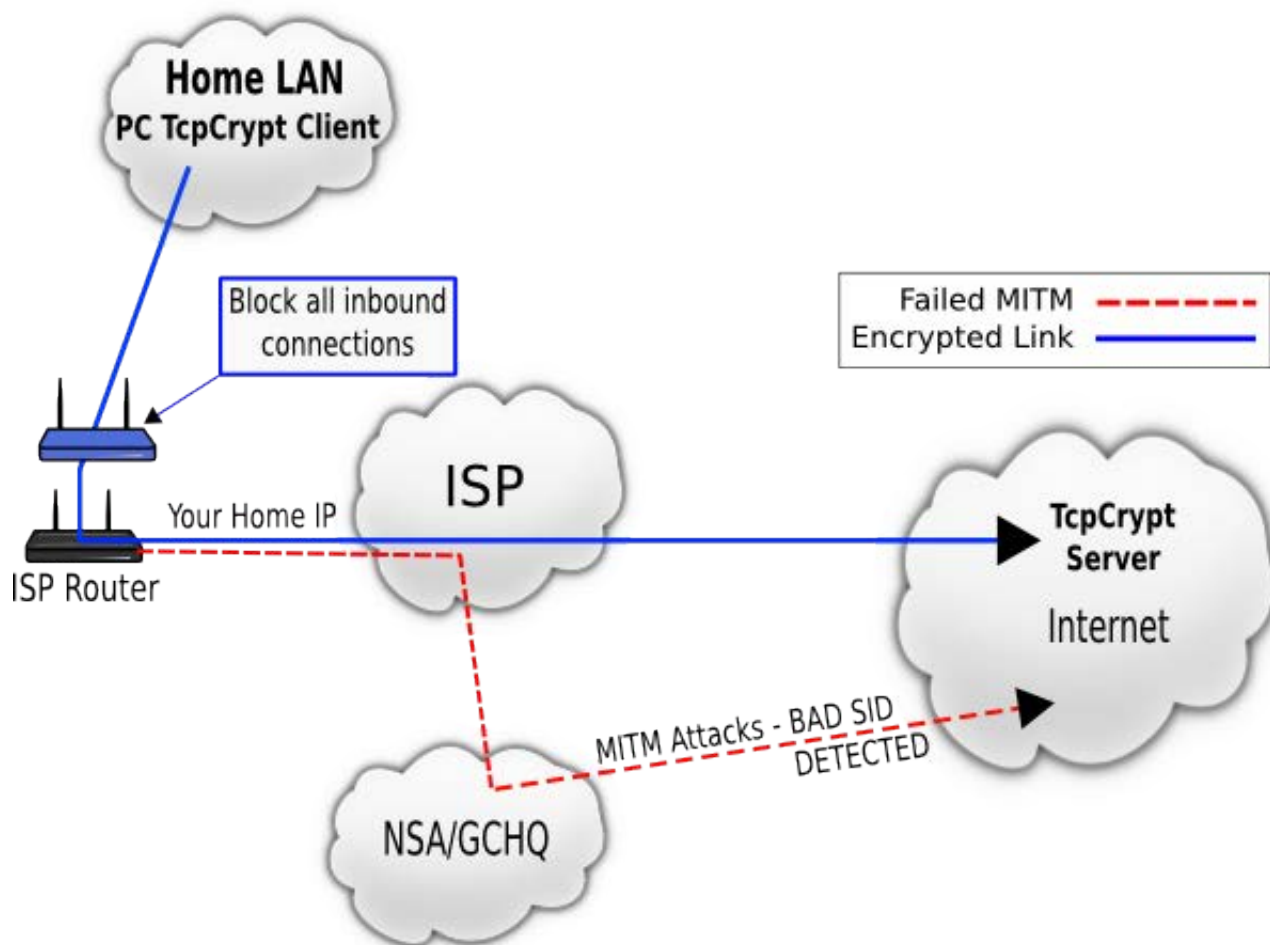 Home LAN
PC TcpCrypt Client
Block all inbound
connections
Failed MITM
Encrypted Link
ISP
Your Home IP
ISP Router
TcpCrypt
Server
Internet
MITM Attacks - BAD SID
DETECTED
NSA/GCHQ